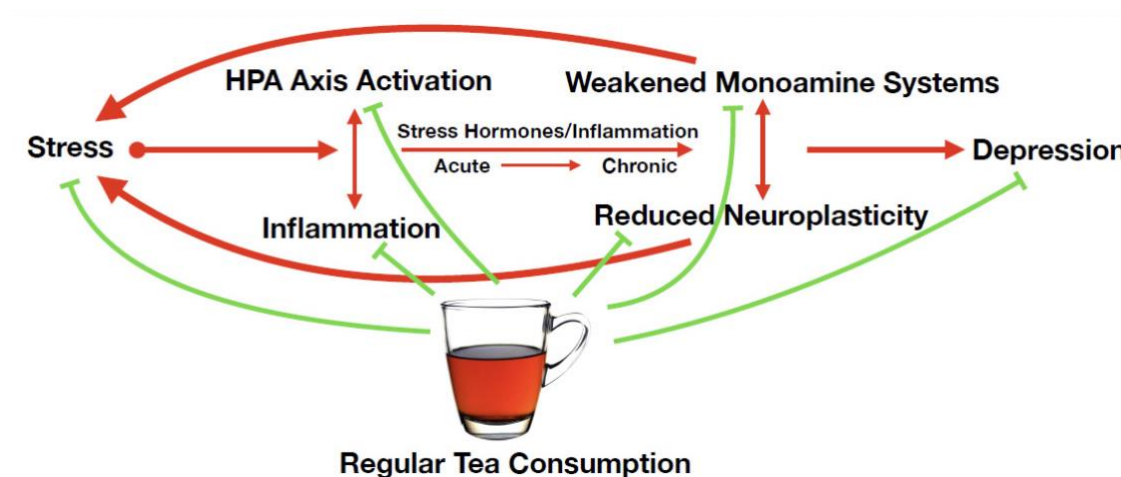 HPA Axis Activation
Weakened Monoamine Systems
Stress
Stress Hormones/Inflammation
Acute
Chronic
Depression
Inflammation
Reduced Neuroplasticity
Regular Tea Consumption